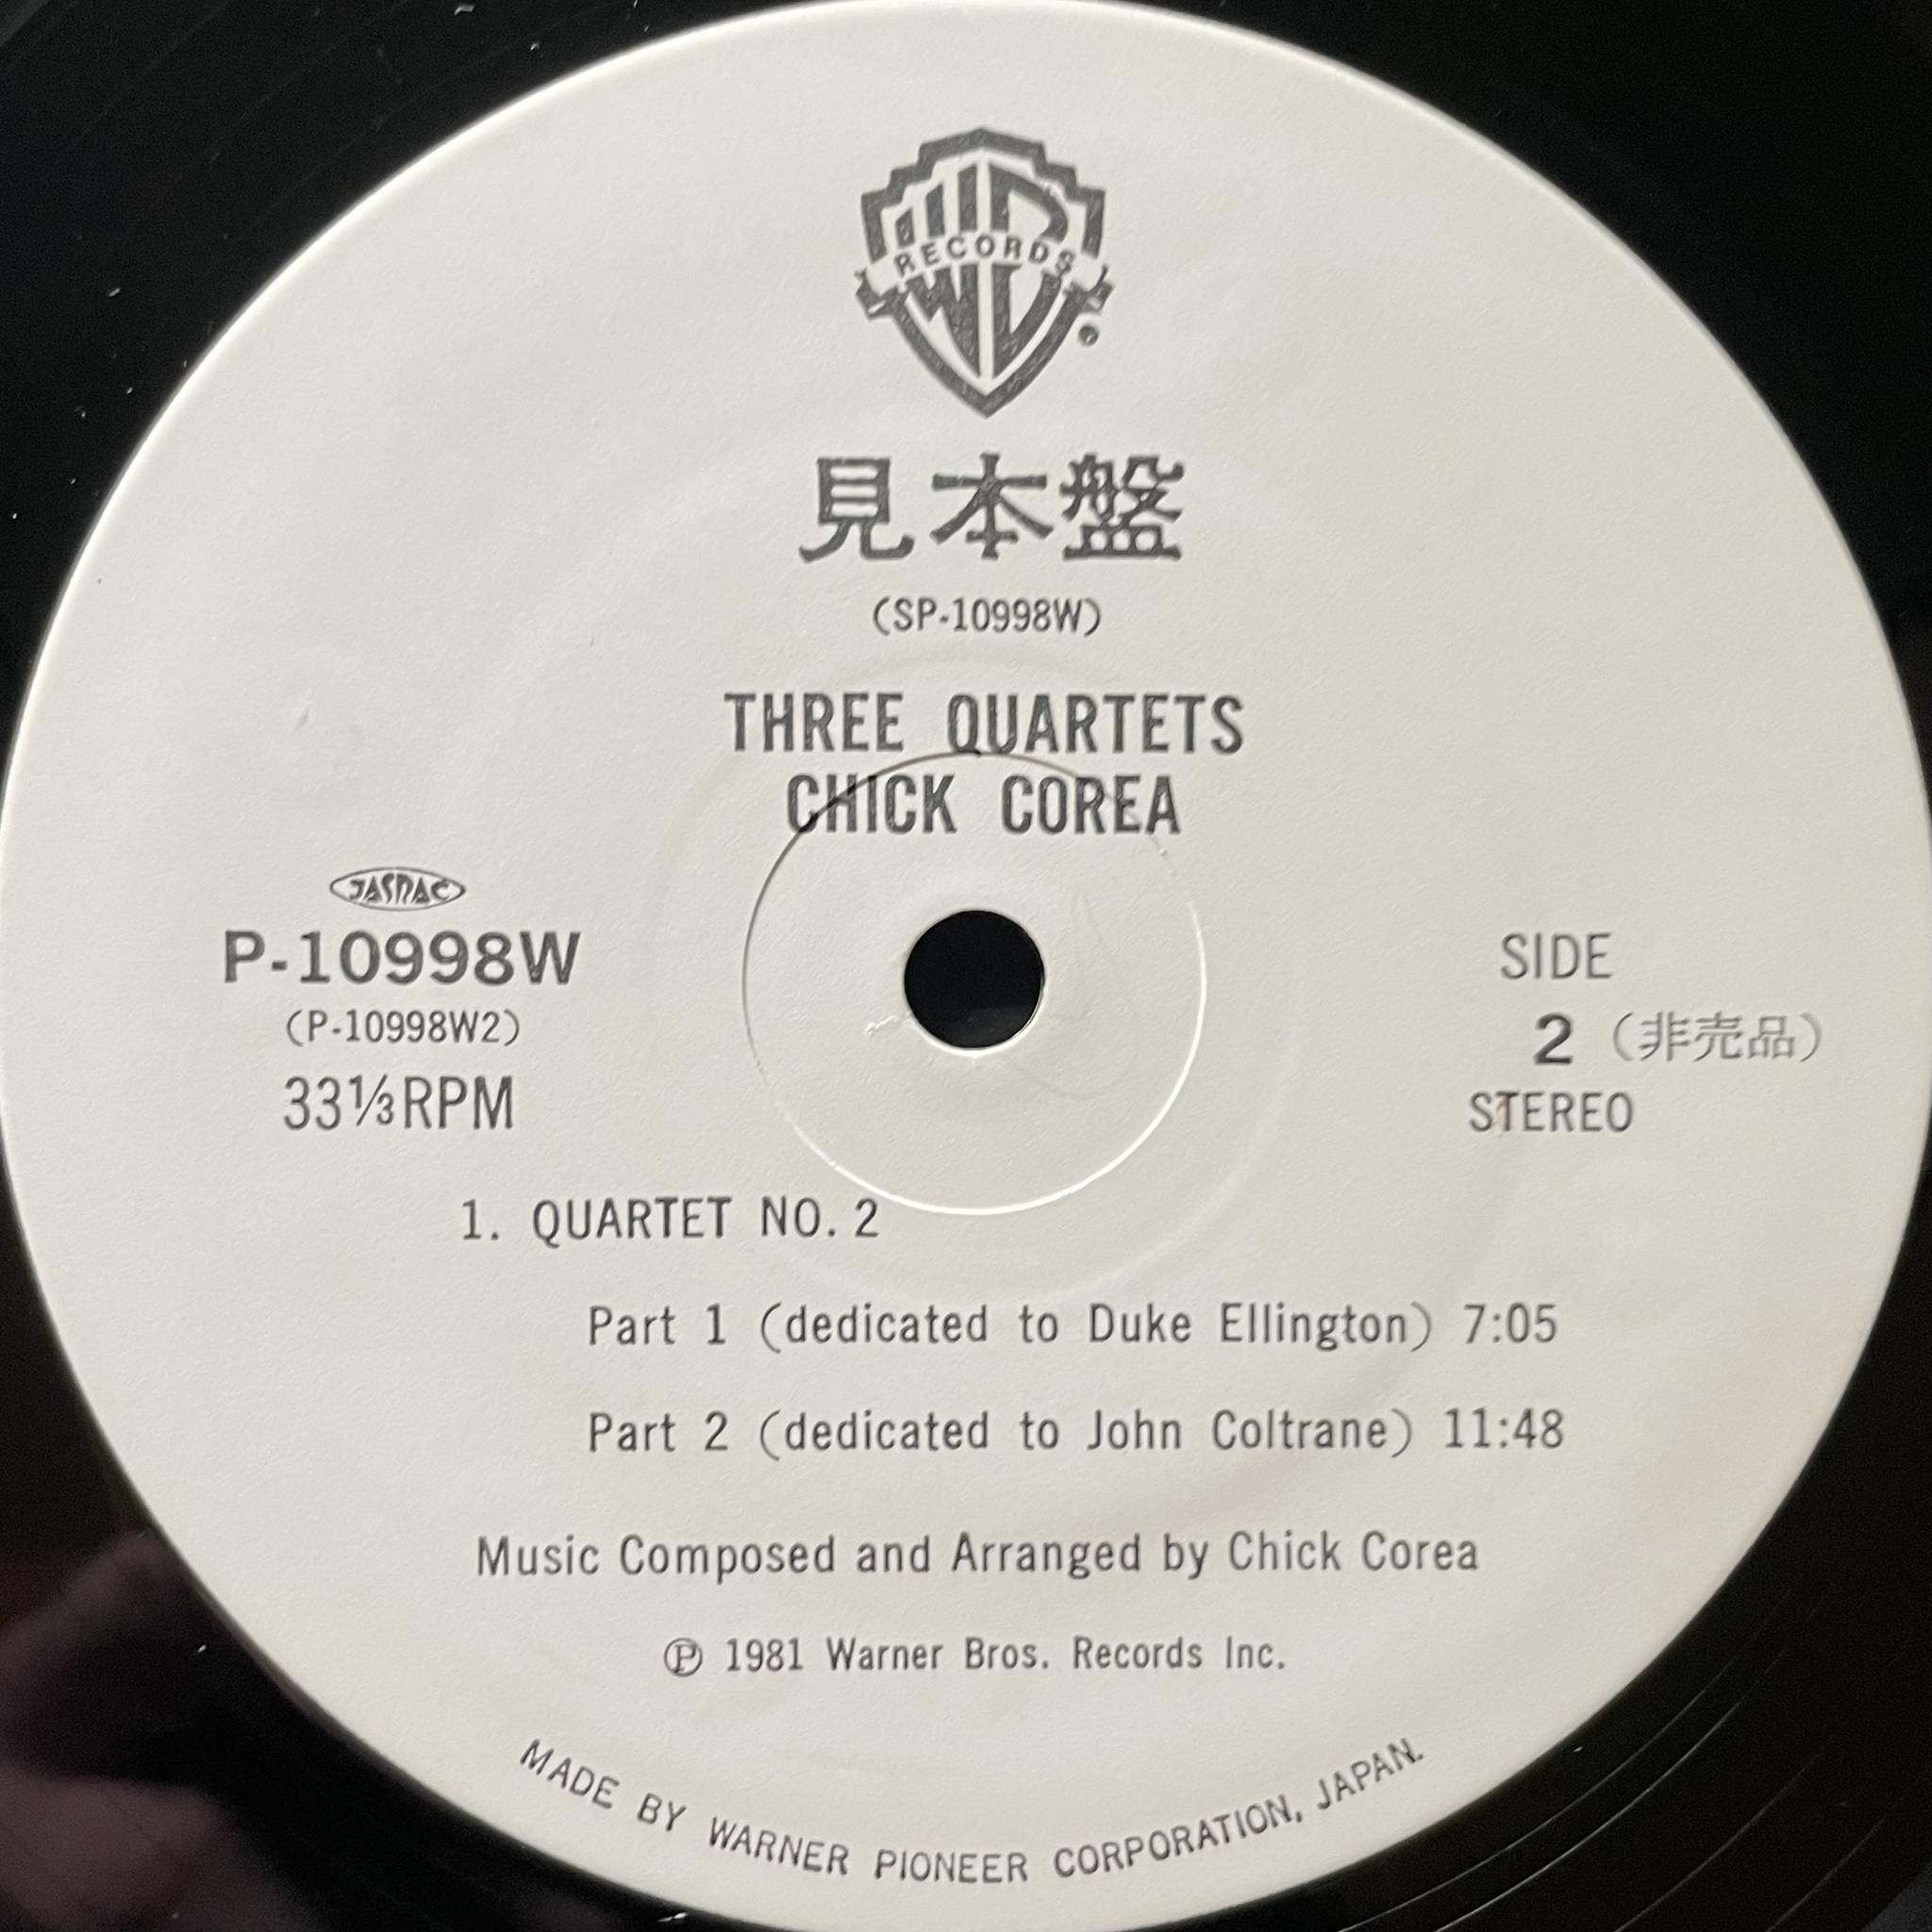 RECORDS
見本盤
(SP-10998W)
THREE QUARTETS
CHICK COREA
JASRAC
P-10998W
(P-10998W2)
33⅓RPM
SIDE
2 (非売品)
STEREO
1. QUARTET NO. 2
Part 1 (dedicated to Duke Ellington) 7:05
Part 2 (dedicated to John Coltrane) 11:48
Music Composed and Arranged by Chick Corea
Ⓟ 1981 Warner Bros. Records Inc.
MADE BY WARNER PIONEER CORPORATION, JAPAN.